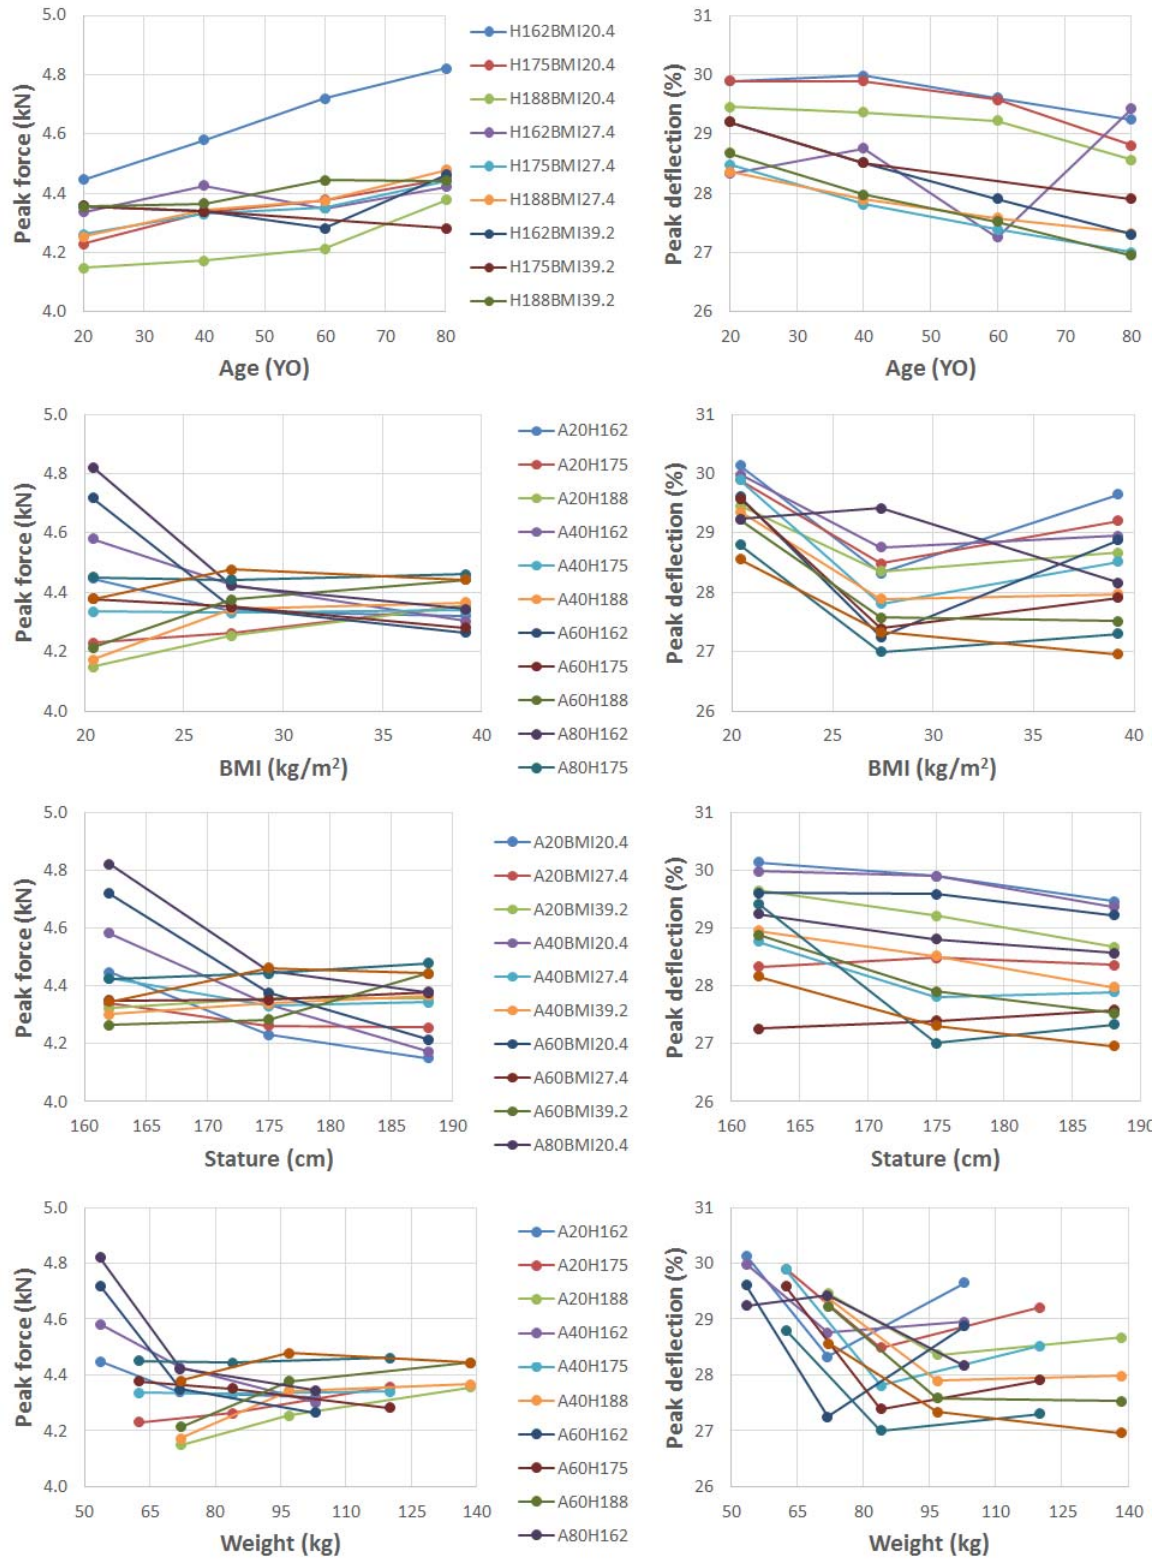 5.0
4.8
4.6
4.4
4.2
4.0
Peak force (kN)
20 30 40 50 60 70 80
Age (YO)
H162BMI20.4
H175BMI20.4
H188BMI20.4
H162BMI27.4
H175BMI27.4
H188BMI27.4
H162BMI39.2
H175BMI39.2
H188BMI39.2
31
30
29
28
27
26
Peak deflection (%)
20 30 40 50 60 70 80
Age (YO)
5.0
4.8
4.6
4.4
4.2
4.0
Peak force (kN)
20 25 30 35 40
BMI (kg/m²)
A20H162
A20H175
A20H188
A40H162
A40H175
A40H188
A60H162
A60H175
A60H188
A80H162
A80H175
31
30
29
28
27
26
Peak deflection (%)
20 25 30 35 40
BMI (kg/m²)
5.0
4.8
4.6
4.4
4.2
4.0
Peak force (kN)
160 165 170 175 180 185 190
Stature (cm)
A20BMI20.4
A20BMI27.4
A20BMI39.2
A40BMI20.4
A40BMI27.4
A40BMI39.2
A60BMI20.4
A60BMI27.4
A60BMI39.2
A80BMI20.4
31
30
29
28
27
26
Peak deflection (%)
160 165 170 175 180 185 190
Stature (cm)
5.0
4.8
4.6
4.4
4.2
4.0
Peak force (kN)
50 65 80 95 110 125 140
Weight (kg)
A20H162
A20H175
A20H188
A40H162
A40H175
A40H188
A60H162
A60H175
A60H188
A80H162
31
30
29
28
27
26
Peak deflection (%)
50 65 80 95 110 125 140
Weight (kg)